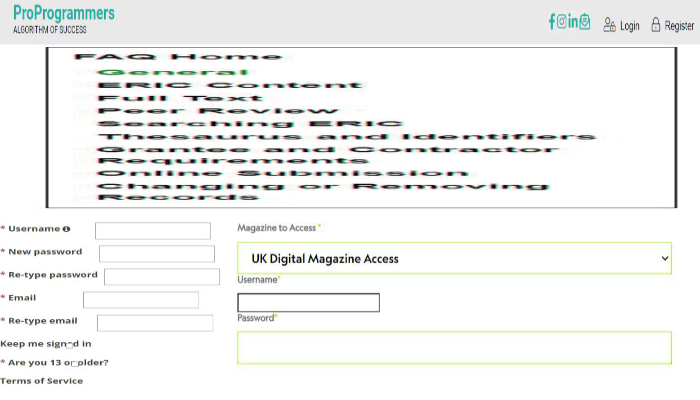 ProProgrammers
ALGORITHM OF SUCCESS
Login
Register
FAQ Home
General
ERIC Content
Full Text
Peer Review
Searching ERIC
Thesaurus and Identifiers
Grantee and Contractor
Requirements
Online Submission
Changing or Removing
Records
* Username
* New password
* Re-type password
* Email
* Re-type email
Keep me signed in
* Are you 13 or older?
Terms of Service
Magazine to Access *
UK Digital Magazine Access
Username*
Password*